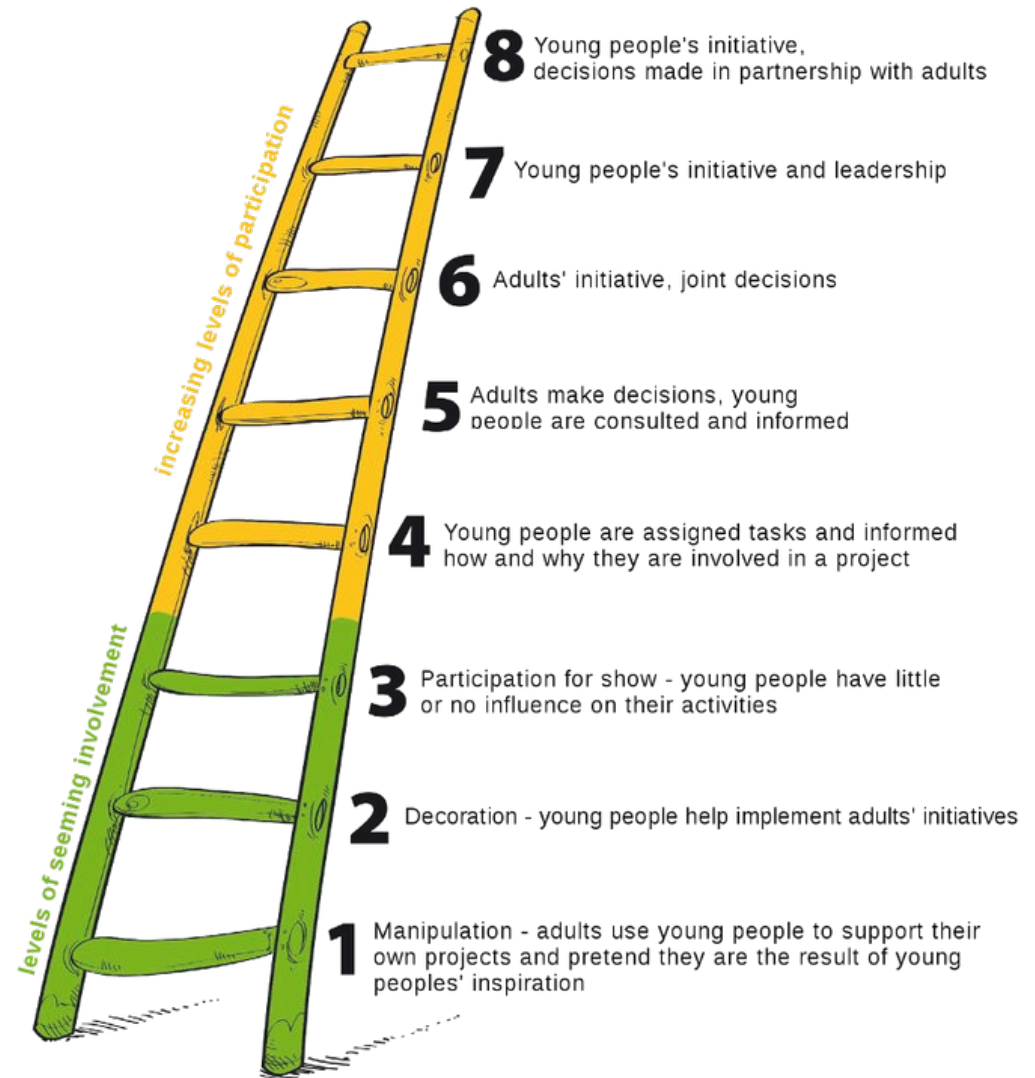 8 Young people's initiative,
decisions made in partnership with adults
7 Young people's initiative and leadership
6 Adults' initiative, joint decisions
5 Adults make decisions, young
people are consulted and informed
4 Young people are assigned tasks and informed
how and why they are involved in a project
3 Participation for show - young people have little
or no influence on their activities
2 Decoration - young people help implement adults' initiatives
1 Manipulation - adults use young people to support their
own projects and pretend they are the result of young
peoples' inspiration
increasing levels of participation
levels of seeming involvement